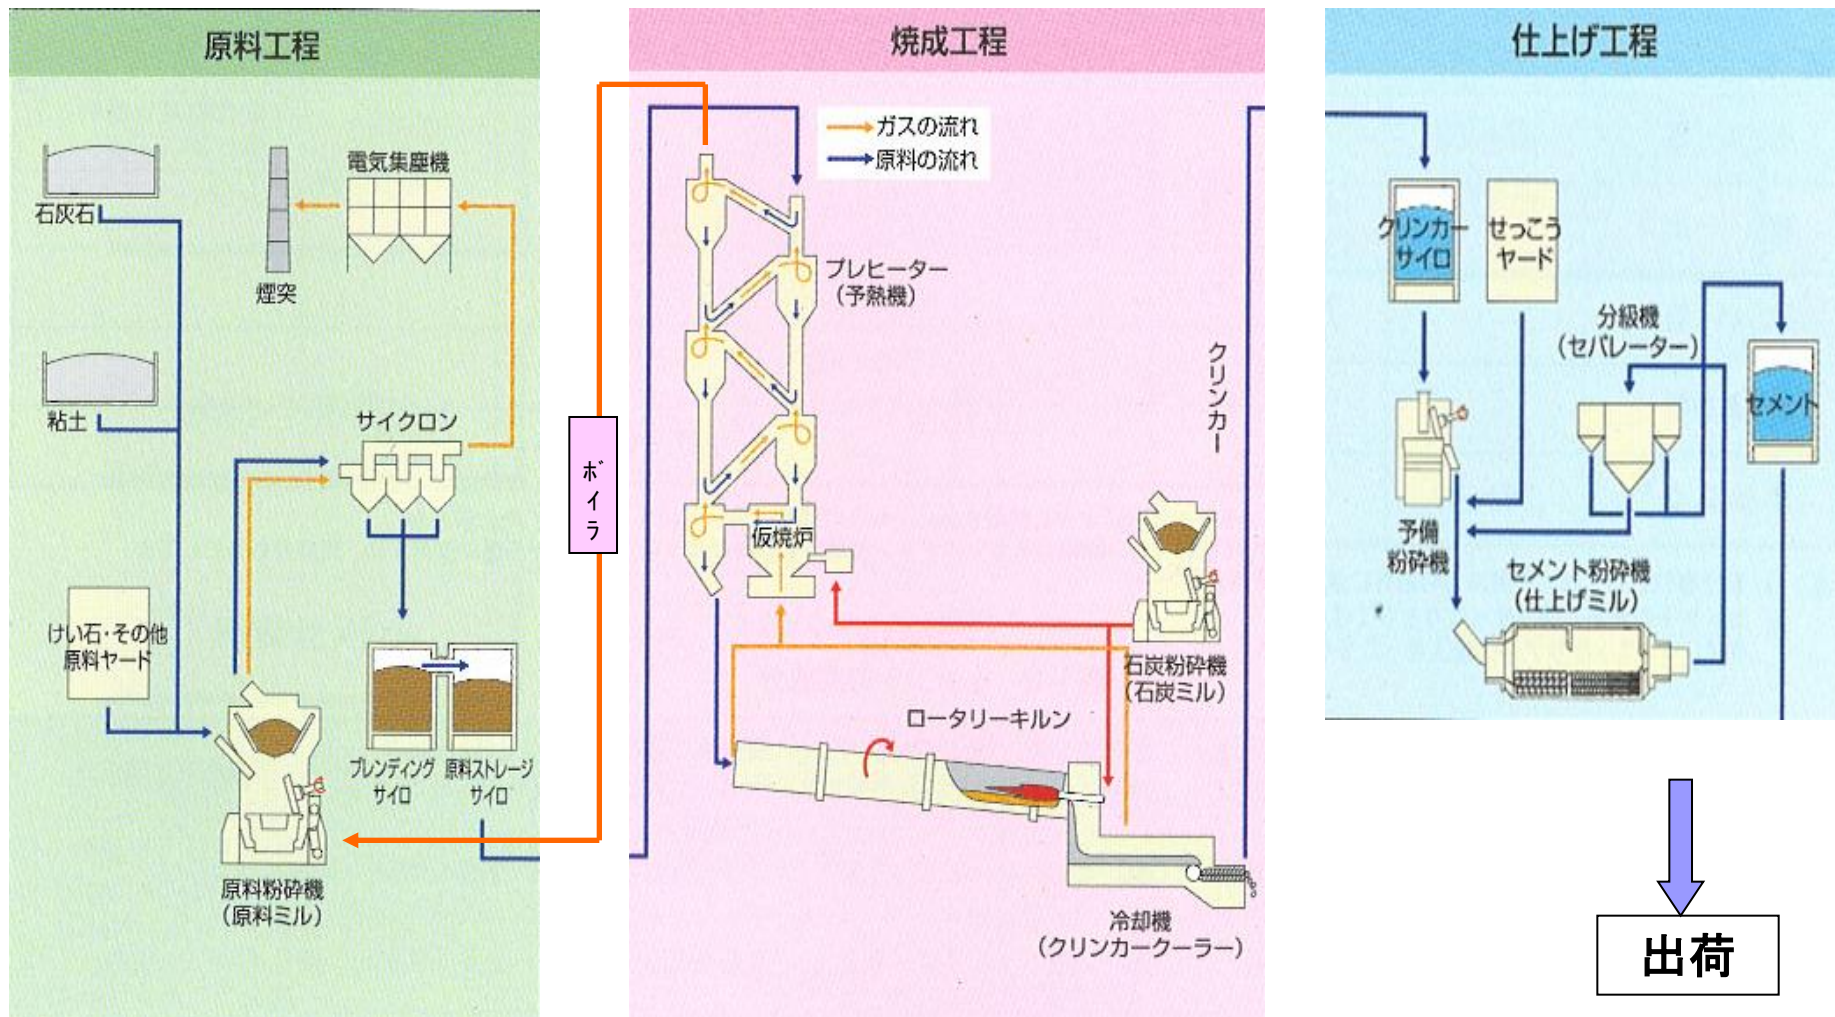 原料工程
石灰石
電気集塵機
煙突
粘土
サイクロン
けい石・その他
原料ヤード
ブレンディング
サイロ
原料ストレージ
サイロ
原料粉砕機
(原料ミル)
ボイラ
焼成工程
ガスの流れ
原料の流れ
プレヒーター
(予熱機)
クリンカー
仮焼炉
石炭粉砕機
(石炭ミル)
ロータリーキルン
冷却機
(クリンカークーラー)
仕上げ工程
クリンカー
サイロ
せっこう
ヤード
分級機
(セパレーター)
セメント
予備
粉砕機
セメント粉砕機
(仕上げミル)
出荷